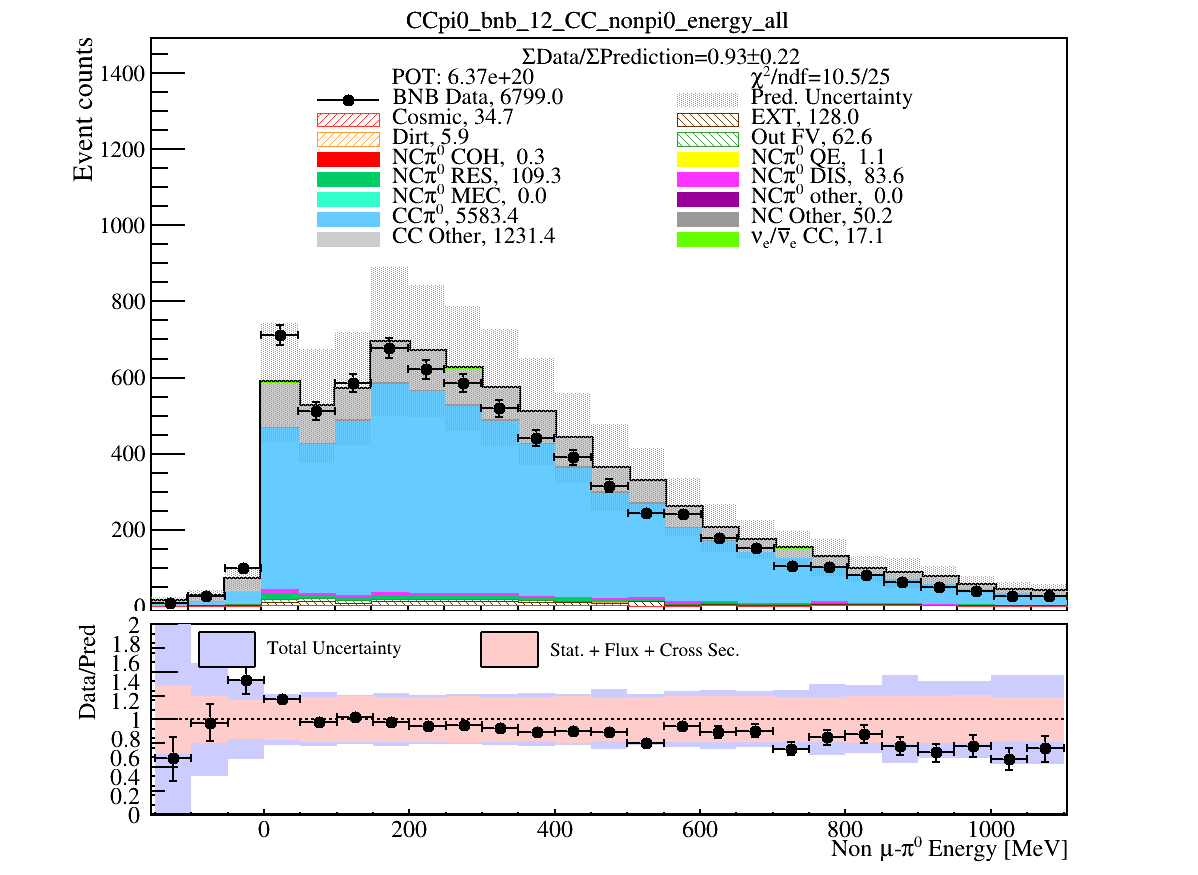 CCpi0_bnb_12_CC_nonpi0_energy_all
ΣData/ΣPrediction=0.93±0.22
POT: 6.37e+20
χ²/ndf=10.5/25
BNB Data, 6799.0
Pred. Uncertainty
Cosmic, 34.7
EXT, 128.0
Dirt, 5.9
Out FV, 62.6
NCπ⁰ COH, 0.3
NCπ⁰ QE, 1.1
NCπ⁰ RES, 109.3
NCπ⁰ DIS, 83.6
NCπ⁰ MEC, 0.0
NCπ⁰ other, 0.0
CCπ⁰, 5583.4
NC Other, 50.2
CC Other, 1231.4
νₑ/ν̅ₑ CC, 17.1
Event counts
1400
1200
1000
800
600
400
200
0
Data/Pred
2
1.8
1.6
1.4
1.2
1
0.8
0.6
0.4
0.2
0
Total Uncertainty
Stat. + Flux + Cross Sec.
0 200 400 600 800 1000
Non μ-π⁰ Energy [MeV]